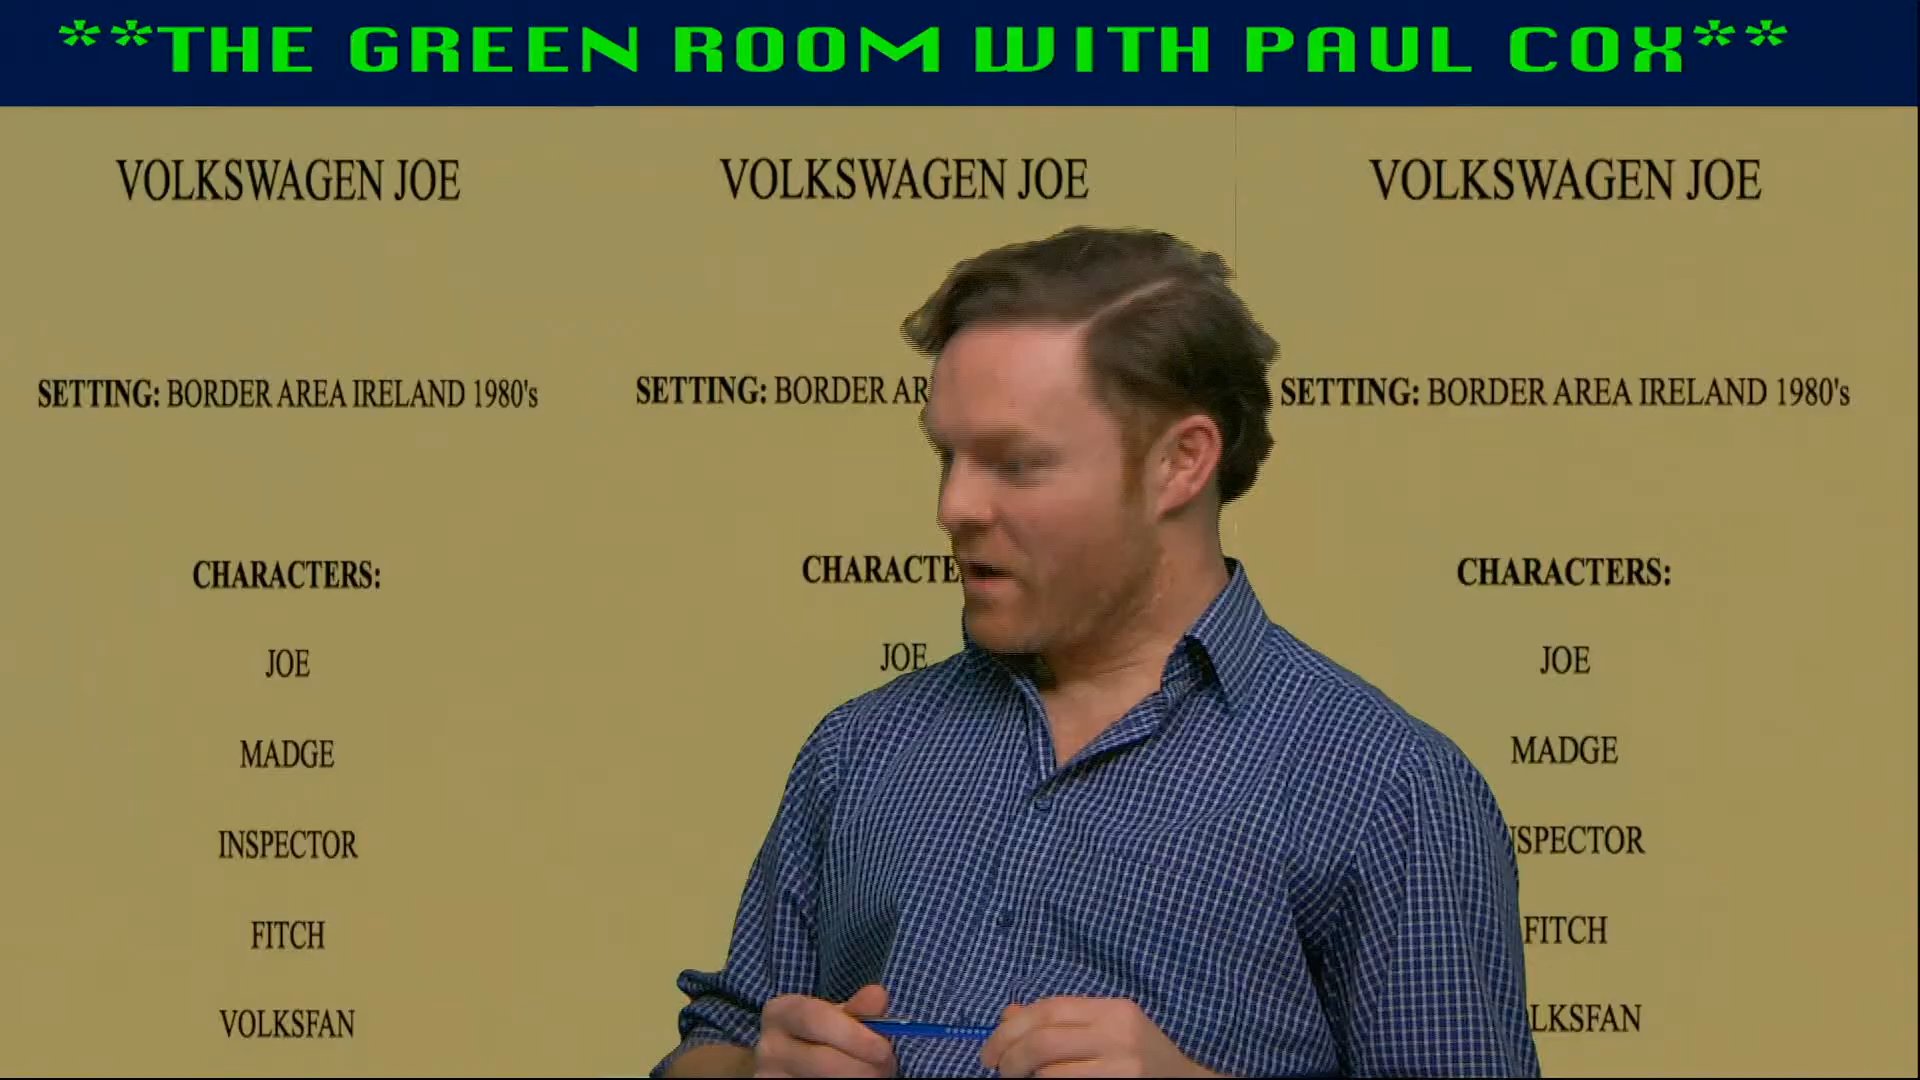 **THE GREEN ROOM WITH PAUL COX**
VOLKSWAGEN JOE
SETTING: BORDER AREA IRELAND 1980's
CHARACTERS:
JOE
MADGE
INSPECTOR
FITCH
VOLKSFAN
VOLKSWAGEN JOE
SETTING: BORDER AR
CHARACTE
JOE
VOLKSWAGEN JOE
SETTING: BORDER AREA IRELAND 1980's
CHARACTERS:
JOE
MADGE
SPECTOR
FITCH
LKSFAN